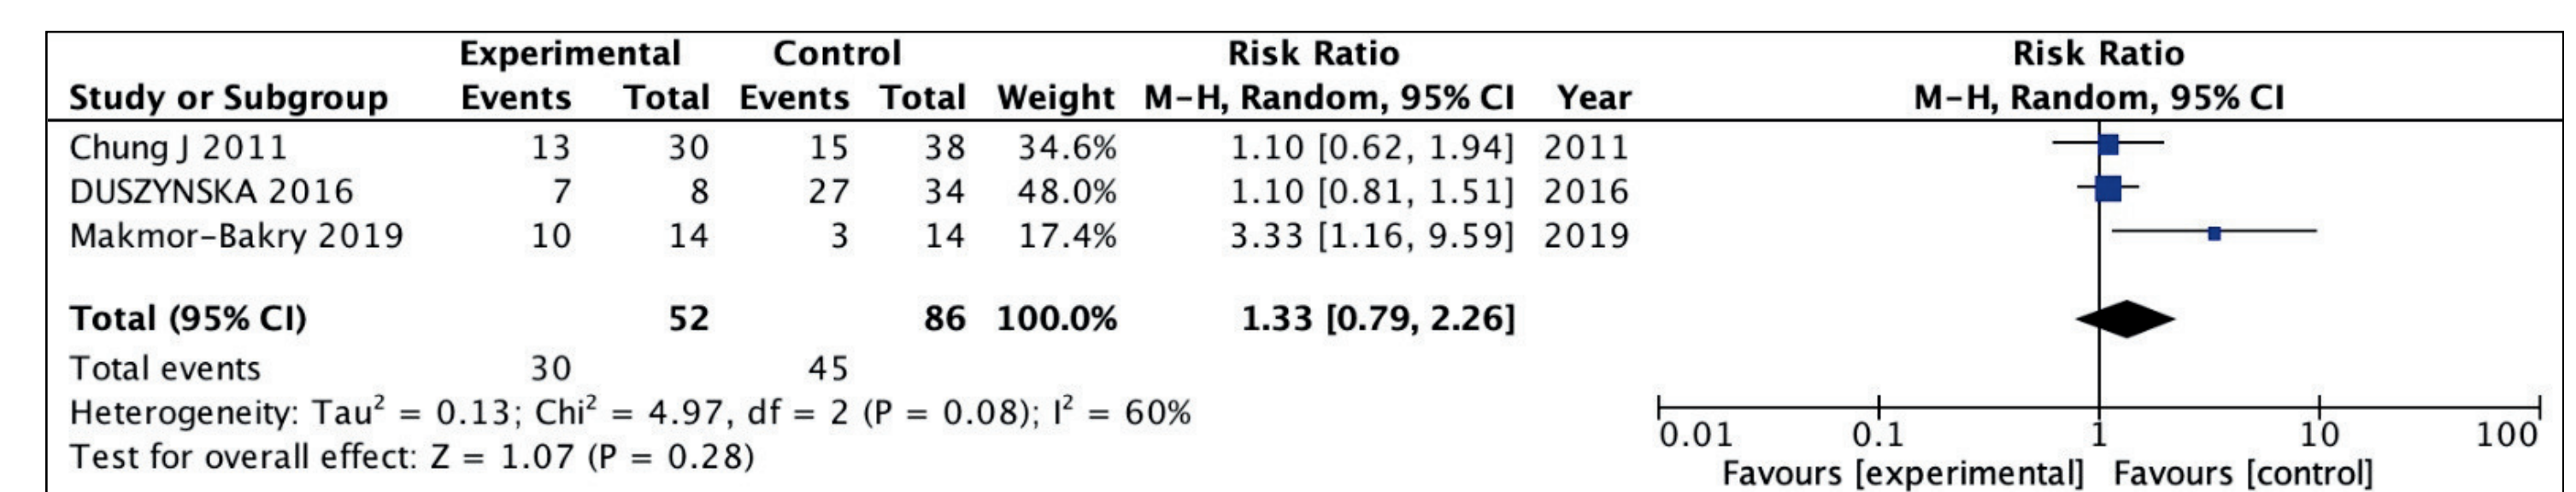 Experimental Control Risk Ratio Risk Ratio
Study or Subgroup Events Total Events Total Weight M-H, Random, 95% CI Year M-H, Random, 95% CI
Chung J 2011 13 30 15 38 34.6% 1.10 [0.62, 1.94] 2011
DUSZYNSKA 2016 7 8 27 34 48.0% 1.10 [0.81, 1.51] 2016
Makmor-Bakry 2019 10 14 3 14 17.4% 3.33 [1.16, 9.59] 2019
Total (95% CI) 52 86 100.0% 1.33 [0.79, 2.26]
Total events 30 45
Heterogeneity: Tau² = 0.13; Chi² = 4.97, df = 2 (P = 0.08); I² = 60%
Test for overall effect: Z = 1.07 (P = 0.28)
0.01 0.1 1 10 100
Favours [experimental] Favours [control]